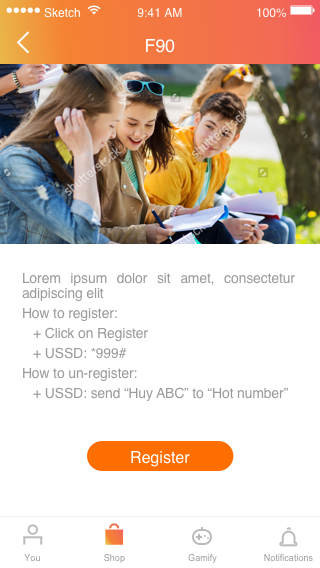 Sketch 9:41 AM 100%
F90
shutterstock
Lorem ipsum dolor sit amet, consectetur
adipiscing elit
How to register:
+ Click on Register
+ USSD: *999#
How to un-register:
+ USSD: send “Huy ABC” to “Hot number”
Register
You Shop Gamify Notifications